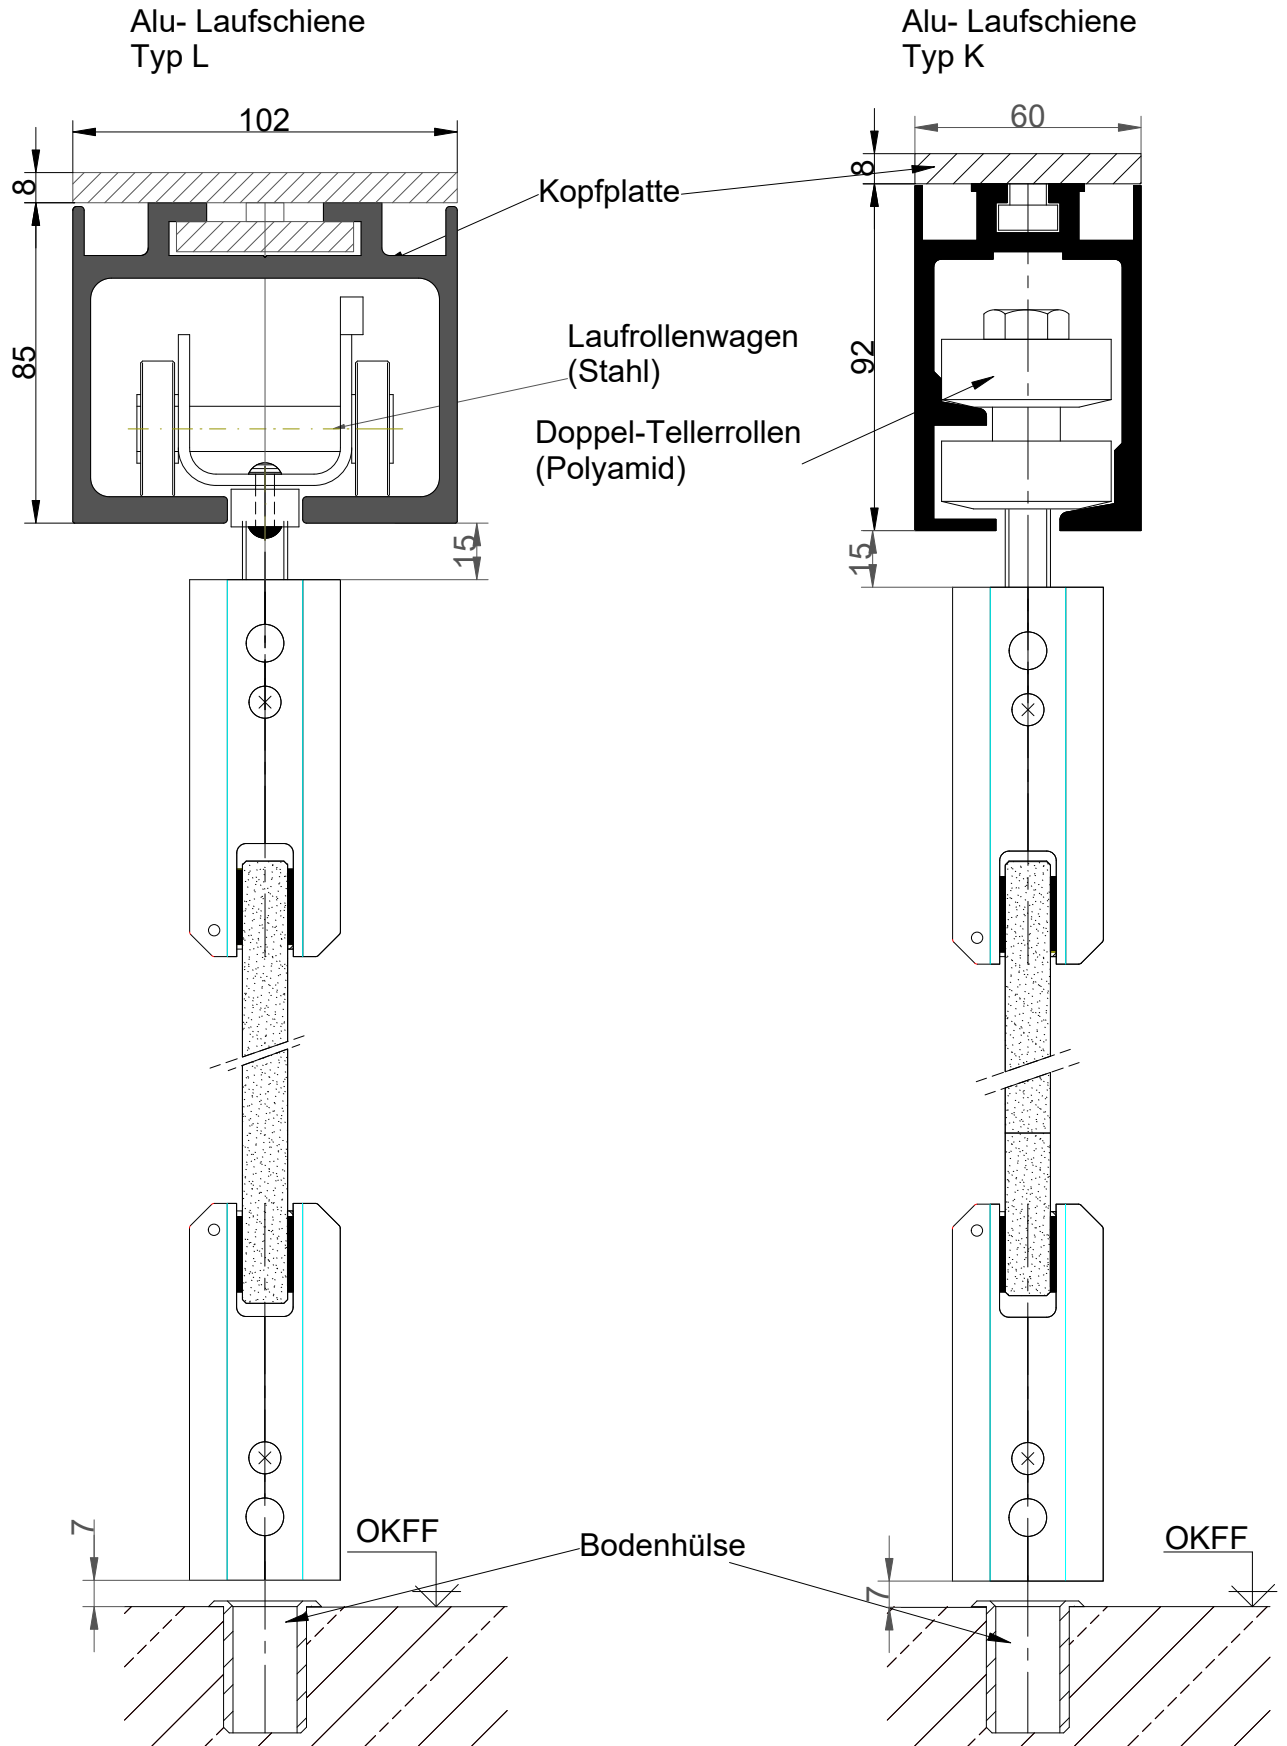 Alu- Laufschiene
Typ L
Alu- Laufschiene
Typ K
102
60
8
8
Kopfplatte
85
92
Laufrollenwagen
(Stahl)
Doppel-Tellerrollen
(Polyamid)
15
15
7
OKFF
Bodenhülse
OKFF
7